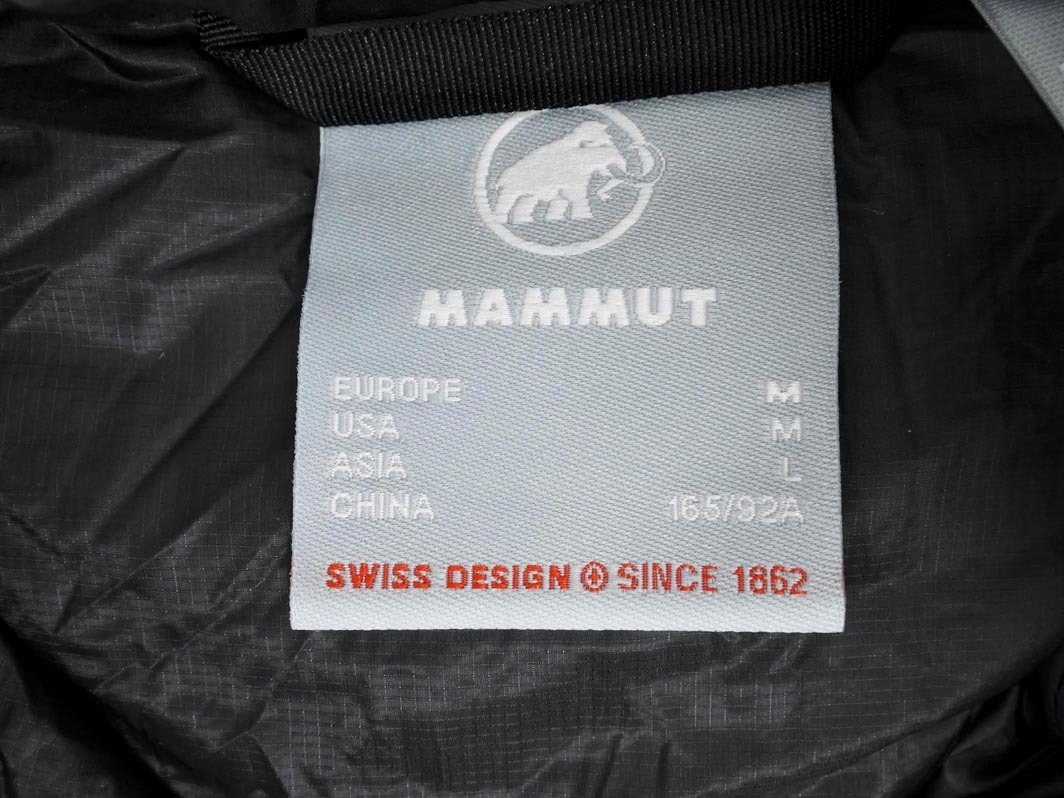 MAMMUT
EUROPE M
USA M
ASIA L
CHINA 165/92A
SWISS DESIGN SINCE 1862